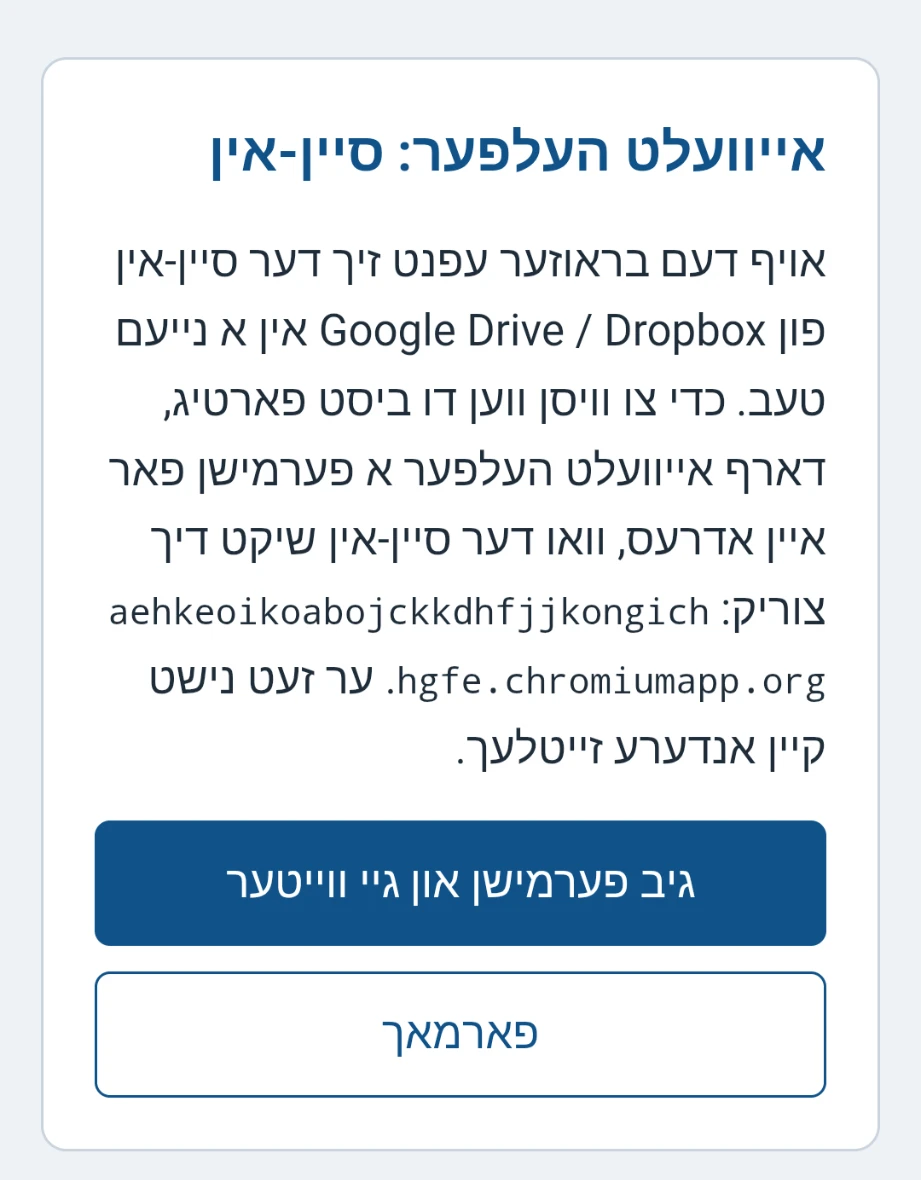 אייוועלט העלפער: סיין-אין
אויף דעם בראוזער עפנט זיך דער סיין-אין
פון Google Drive / Dropbox אין א נייעם
טעב. כדי צו וויסן ווען דו ביסט פארטיג,
דארף אייוועלט העלפער א פערמישן פאר
איין אדרעס, וואו דער סיין-אין שיקט דיך
צוריק: aehkeoikoabojckkdhfjjkongich
hgfe.chromiumapp.org. ער זעט נישט
קיין אנדערע זייטלעך.
גיב פערמישן און גיי ווייטער
פארמאך